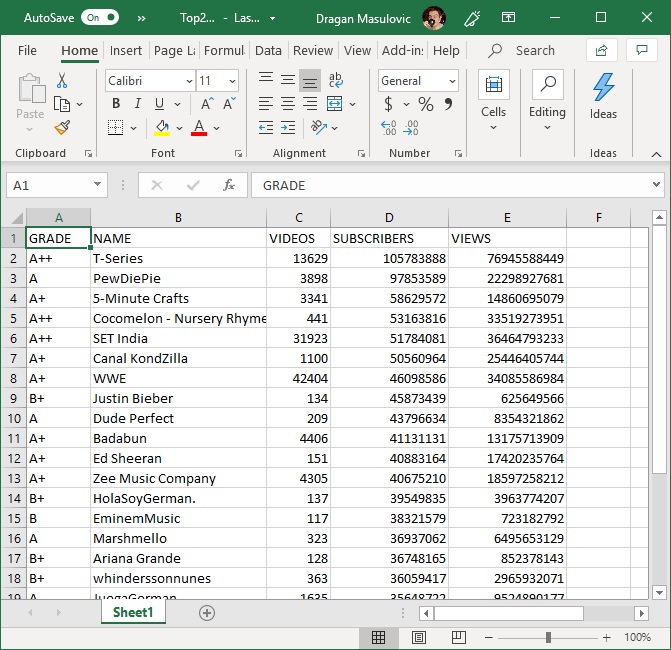 AutoSave On » Top2... - Las... Dragan Masulovic
File Home Insert Page La Formul Data Review View Add-in: Help Search
Paste
Clipboard
Calibri 11
B I U A A
A
Font
ab
Alignment
General
$ %
Number
Cells
Editing
Ideas
Ideas
A1 fx GRADE
A B C D E F
1 GRADE NAME VIDEOS SUBSCRIBERS VIEWS
2 A++ T-Series 13629 105783888 76945588449
3 A PewDiePie 3898 97853589 22298927681
4 A+ 5-Minute Crafts 3341 58629572 14860695079
5 A++ Cocomelon - Nursery Rhyme 441 53163816 33519273951
6 A++ SET India 31923 51784081 36464793233
7 A+ Canal KondZilla 1100 50560964 25446405744
8 A+ WWE 42404 46098586 34085586984
9 B+ Justin Bieber 134 45873439 625649566
10 A Dude Perfect 209 43796634 8354321862
11 A+ Badabun 4406 41131131 13175713909
12 A+ Ed Sheeran 151 40883164 17420235764
13 A+ Zee Music Company 4305 40675210 18597258212
14 B+ HolaSoyGerman. 137 39549835 3963774207
15 B EminemMusic 117 38321579 723182792
16 A Marshmello 323 36937062 6495653129
17 B+ Ariana Grande 128 36748165 852378143
18 B+ whinderssonnunes 363 36059417 2965932071
19 A JuegaGerman 1635 35648722 9524890177
Sheet1
100%